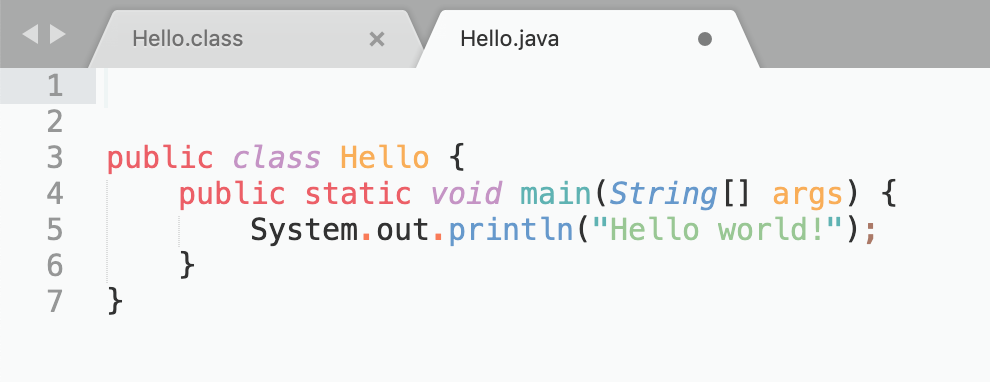 Hello.class × Hello.java ●
1
2
3 public class Hello {
4     public static void main(String[] args) {
5         System.out.println("Hello world!");
6     }
7 }